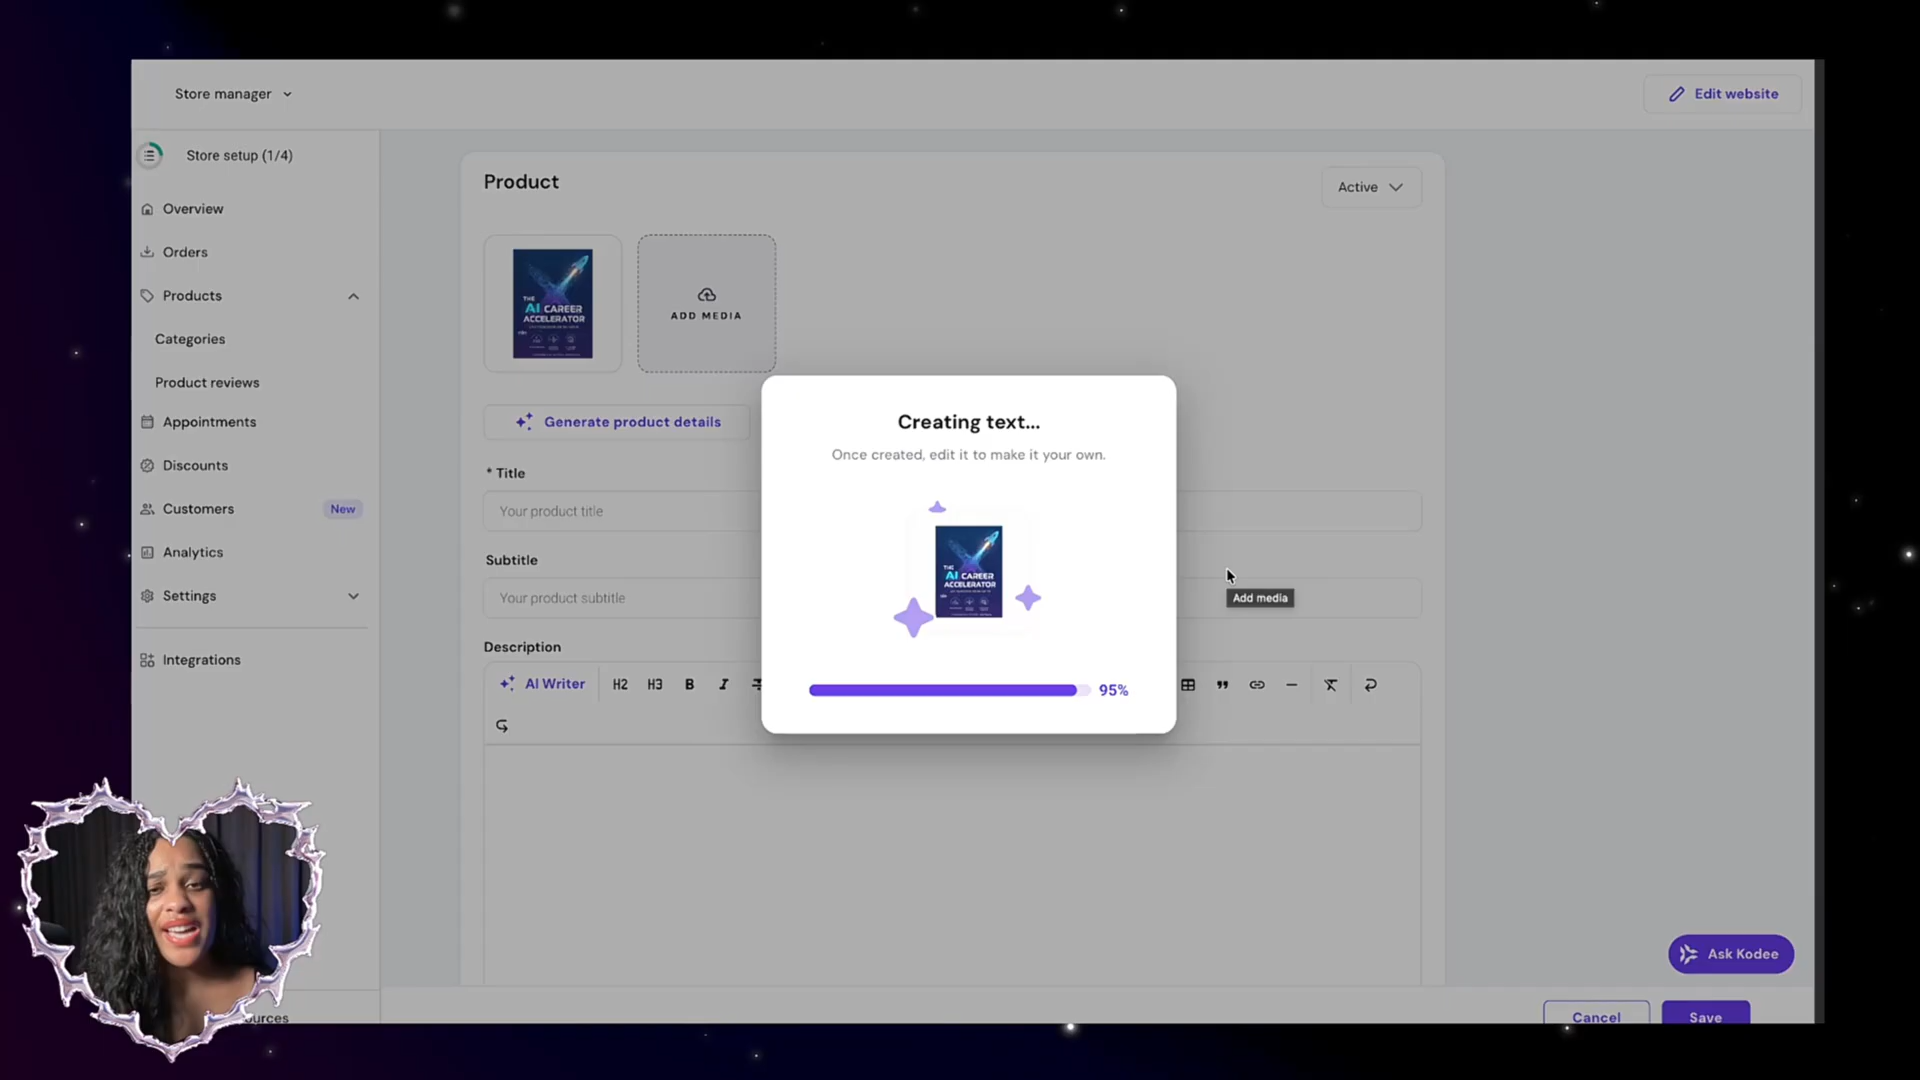 Store manager
Edit website
Store setup (1/4)
Overview
Orders
Products
Categories
Product reviews
Appointments
Discounts
Customers
New
Analytics
Settings
Integrations
Product
Active
THE
AI CAREER
ACCELERATOR
ADD MEDIA
Generate product details
* Title
Your product title
Subtitle
Your product subtitle
Description
AI Writer
H2
H3
B
I
Creating text...
Once created, edit it to make it your own.
THE
AI CAREER
ACCELERATOR
95%
Add media
Ask Kodee
Cancel
Save